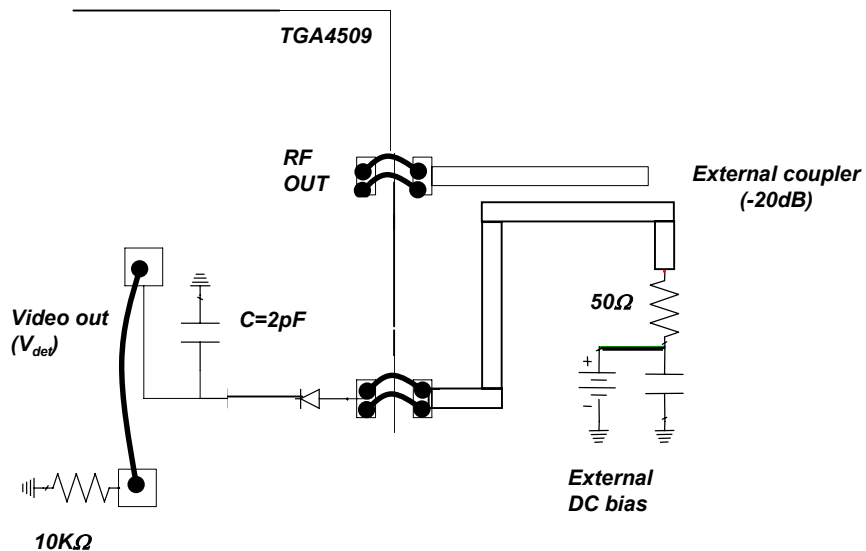 TGA4509
RF
OUT
External coupler
(-20dB)
50Ω
Video out
(Vdet)
C=2pF
+
-
External
DC bias
10KΩ